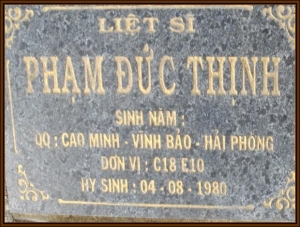 LIỆT SĨ
PHẠM ĐỨC THỊNH
SINH NĂM :
QQ : CAO MINH - VĨNH BẢO - HẢI PHÒNG
ĐƠN VỊ : C18 E10
HY SINH : 04 - 08 - 1980